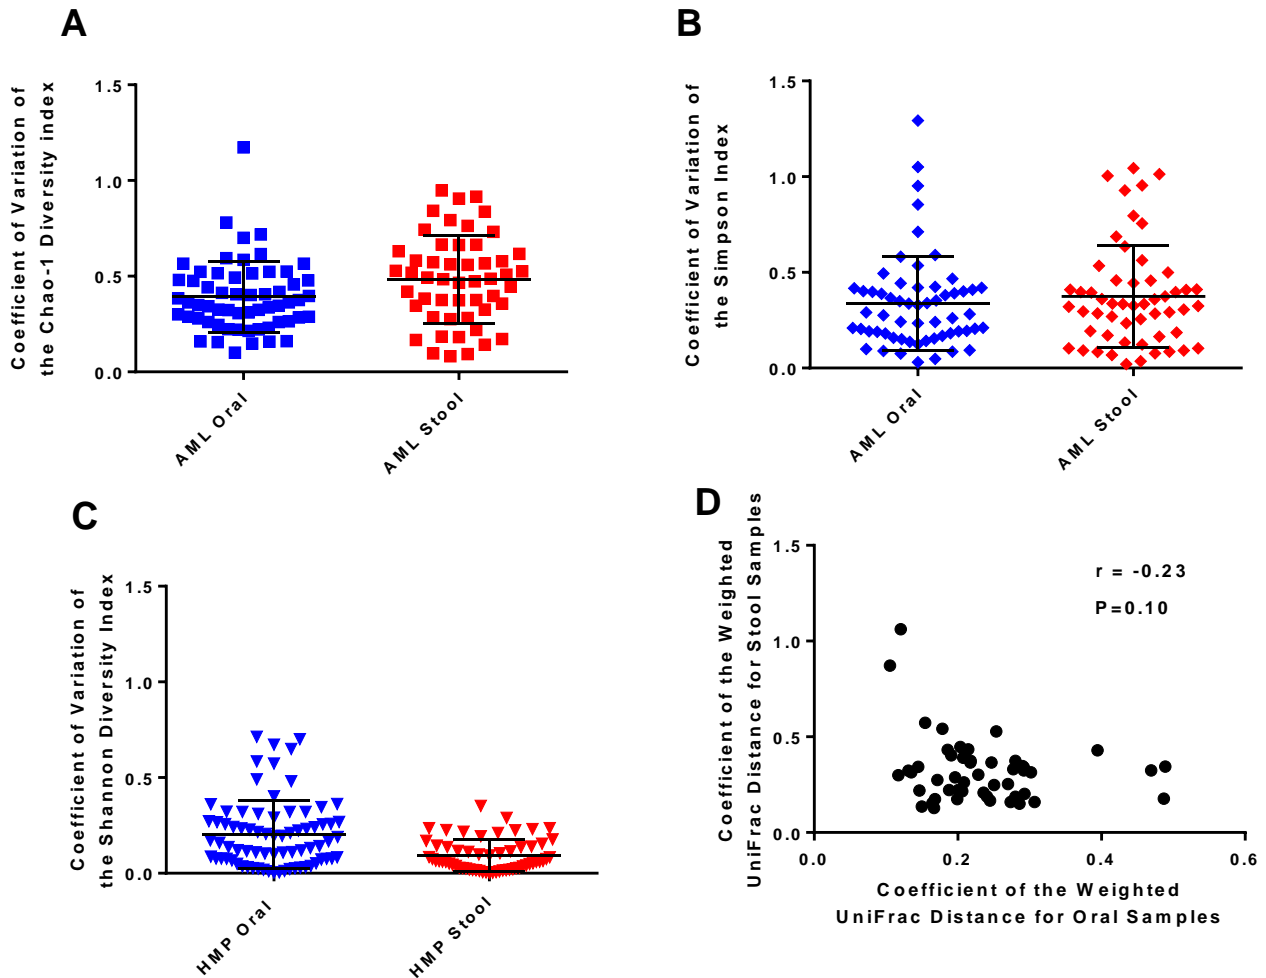 A
Coefficient of Variation of
the Chao-1 Diversity index
1.5
1.0
0.5
0.0
AML Oral
AML Stool
B
Coefficient of Variation of
the Simpson Index
1.5
1.0
0.5
0.0
AML Oral
AML Stool
C
Coefficient of Variation of
the Shannon Diversity Index
1.5
1.0
0.5
0.0
HMP Oral
HMP Stool
D
Coefficient of the Weighted
UniFrac Distance for Stool Samples
1.5
1.0
0.5
0.0
r = -0.23
P=0.10
0.0
0.2
0.4
0.6
Coefficient of the Weighted
UniFrac Distance for Oral Samples